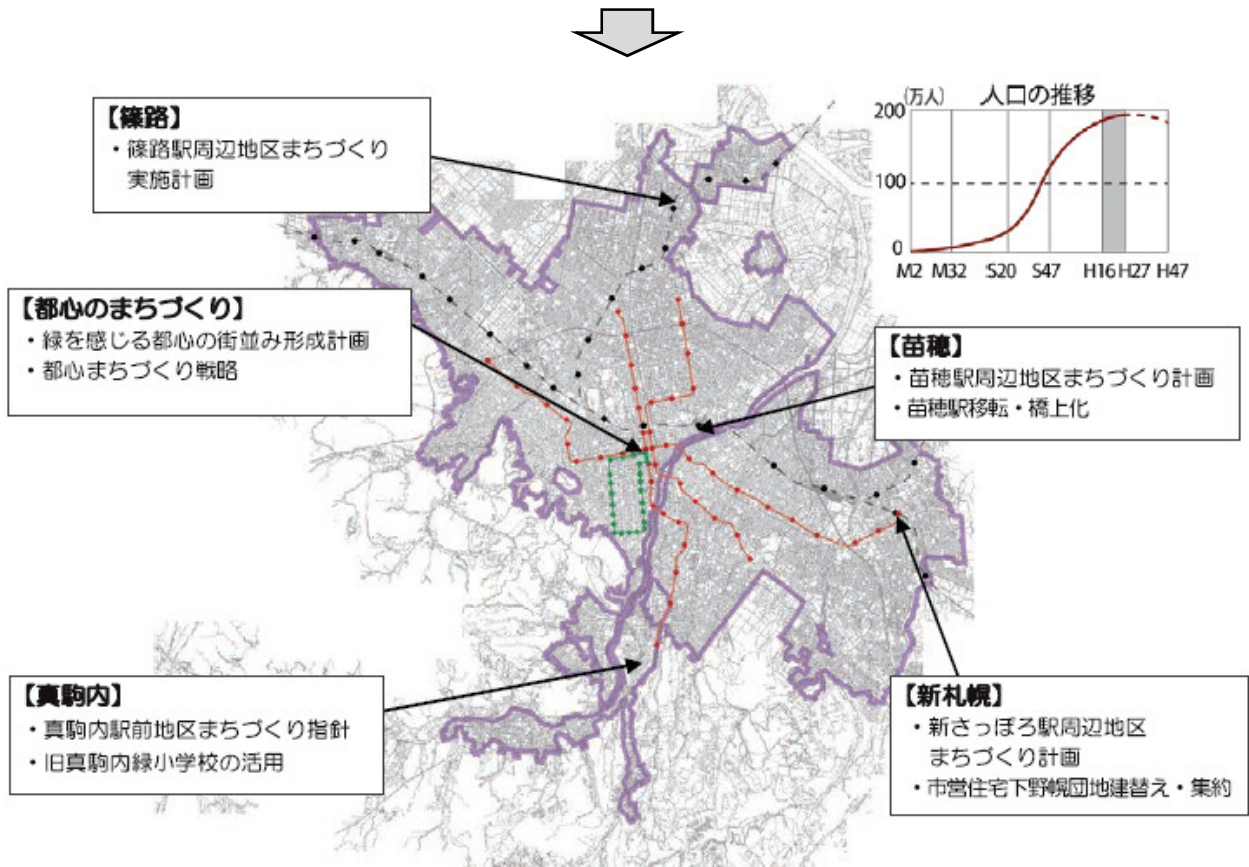 【篠路】
・篠路駅周辺地区まちづくり
実施計画
(万人) 人口の推移
200
100
0
M2 M32 S20 S47 H16 H27 H47
【都心のまちづくり】
・緑を感じる都心の街並み形成計画
・都心まちづくり戦略
【苗穂】
・苗穂駅周辺地区まちづくり計画
・苗穂駅移転・橋上化
【真駒内】
・真駒内駅前地区まちづくり指針
・旧真駒内緑小学校の活用
【新札幌】
・新さっぽろ駅周辺地区
まちづくり計画
・市営住宅下野幌団地建替え・集約